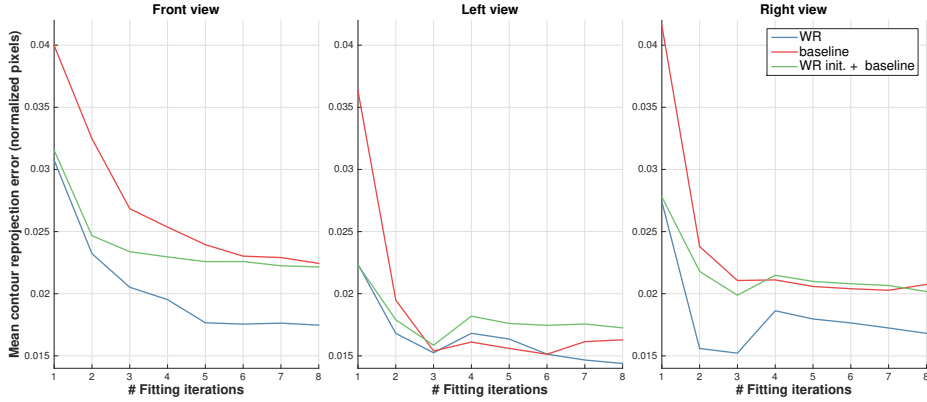 Front view
Left view
Right view
Mean contour reprojection error (normalized pixels)
0.04
0.035
0.03
0.025
0.02
0.015
1 2 3 4 5 6 7 8
# Fitting iterations
0.04
0.035
0.03
0.025
0.02
0.015
1 2 3 4 5 6 7 8
# Fitting iterations
WR
baseline
WR init. + baseline
0.04
0.035
0.03
0.025
0.02
0.015
1 2 3 4 5 6 7 8
# Fitting iterations